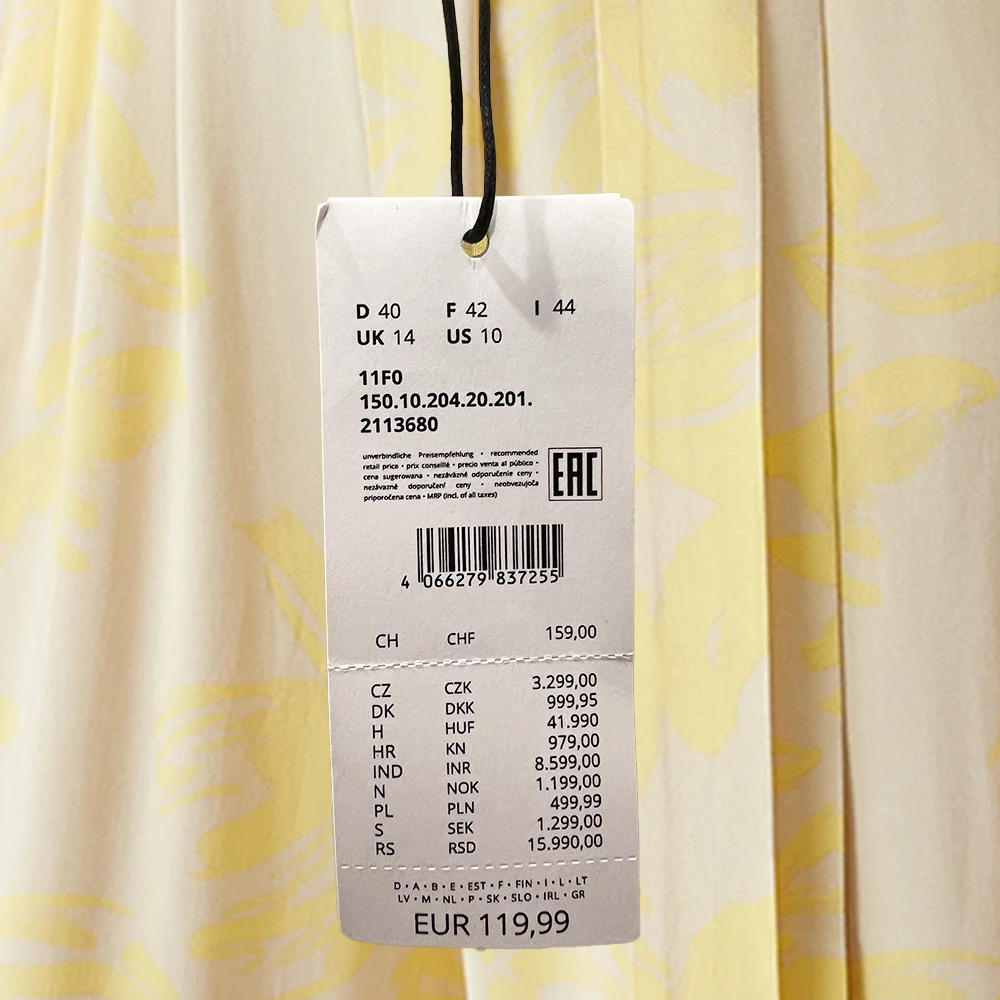 D 40 F 42 I 44
UK 14 US 10
11F0
150.10.204.20.201.
2113680
unverbindliche Preisempfehlung • recommended
retail price • prix conseillé • precio venta al público •
cena sugerowana • nezáväzné odporučenie ceny •
nezávazné doporučení ceny • neobvezujoča
priporočena cena • MRP (incl. of all taxes)
EAC
4 066279 837255
CH CHF 159,00
CZ CZK 3.299,00
DK DKK 999,95
H HUF 41.990
HR KN 979,00
IND INR 8.599,00
N NOK 1.199,00
PL PLN 499,99
S SEK 1.299,00
RS RSD 15.990,00
D • A • B • E • EST • F • FIN • I • L • LT
LV • M • NL • P • SK • SLO • IRL • GR
EUR 119,99